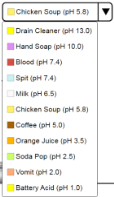 Chicken Soup (pH 5.8)
Drain Cleaner (pH 13.0)
Hand Soap (pH 10.0)
Blood (pH 7.4)
Spit (pH 7.4)
Milk (pH 6.5)
Chicken Soup (pH 5.8)
Coffee (pH 5.0)
Orange Juice (pH 3.5)
Soda Pop (pH 2.5)
Vomit (pH 2.0)
Battery Acid (pH 1.0)